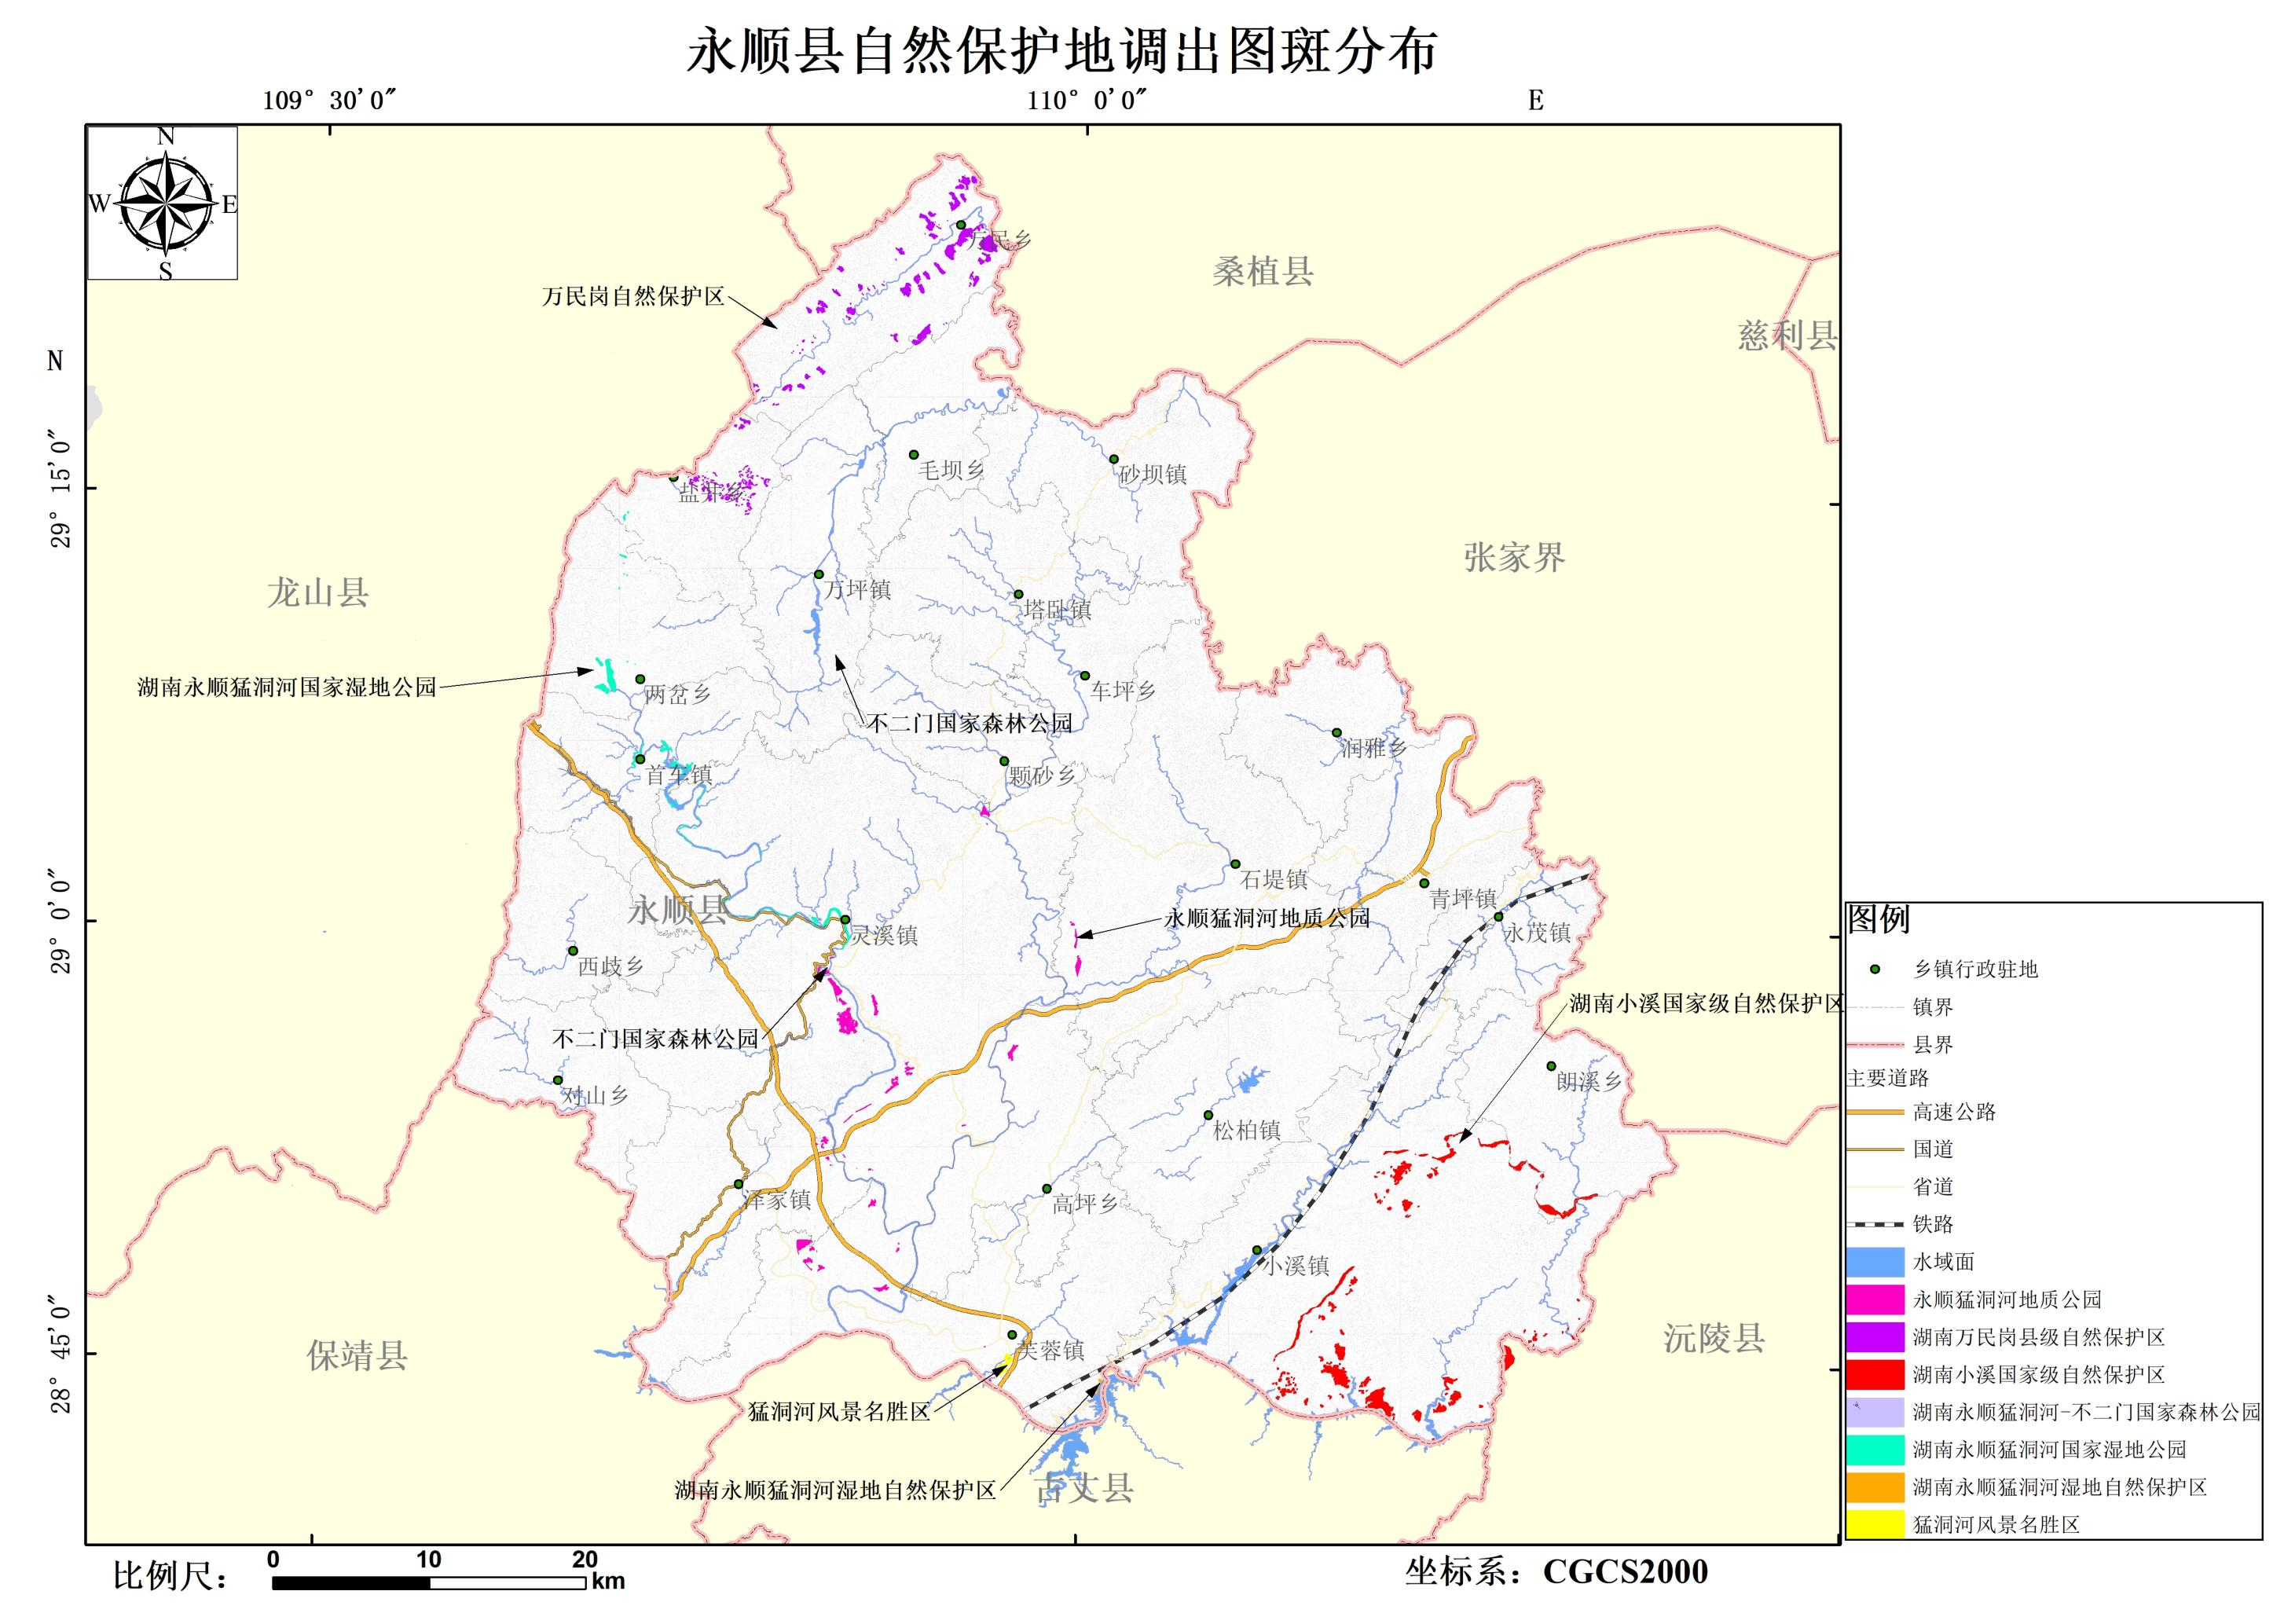 永顺县自然保护地调出图斑分布
109° 30'0" 110° 0'0" E
N
W E
S
万民乡
桑植县
万民岗自然保护区
慈利县
N
毛坝乡
砂坝镇
盐井乡
29° 15'0"
张家界
万坪镇
龙山县
塔卧镇
湖南永顺猛洞河国家湿地公园
两岔乡
车坪乡
不二门国家森林公园
润雅乡
首车镇
颗砂乡
石堤镇
青坪镇
永顺县
永顺猛洞河地质公园
29° 0'0"
灵溪镇
永茂镇
西歧乡
湖南小溪国家级自然保护区
不二门国家森林公园
朗溪乡
对山乡
松柏镇
泽家镇
高坪乡
小溪镇
28° 45'0"
保靖县
芙蓉镇
沅陵县
猛洞河风景名胜区
湖南永顺猛洞河湿地自然保护区
古丈县
图例
乡镇行政驻地
镇界
县界
主要道路
高速公路
国道
省道
铁路
水域面
永顺猛洞河地质公园
湖南万民岗县级自然保护区
湖南小溪国家级自然保护区
湖南永顺猛洞河-不二门国家森林公园
湖南永顺猛洞河国家湿地公园
湖南永顺猛洞河湿地自然保护区
猛洞河风景名胜区
比例尺： 0 10 20 km
坐标系：CGCS2000